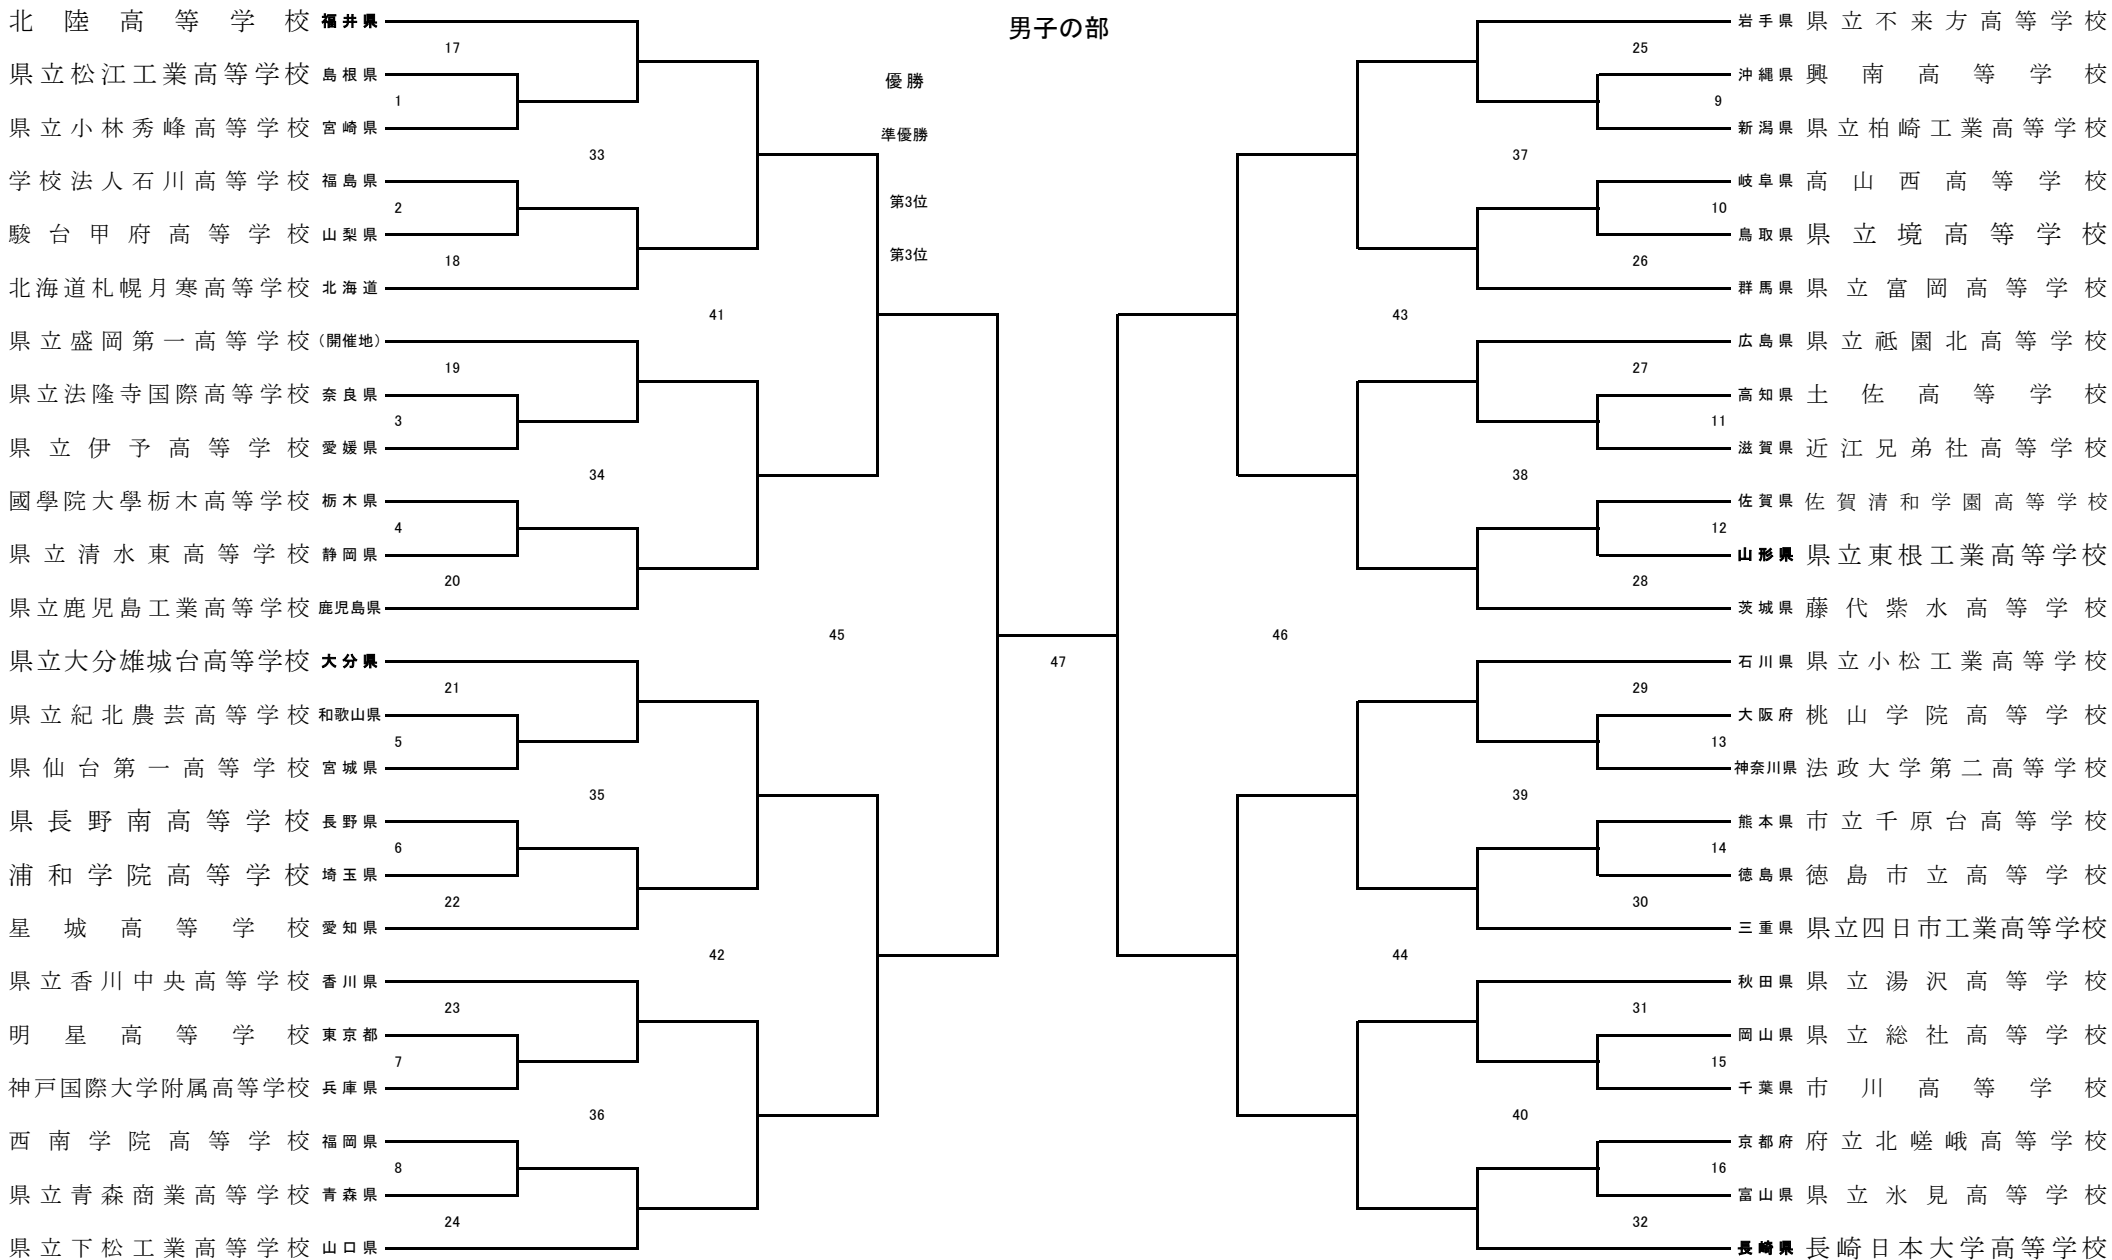 男子の部
優勝
準優勝
第3位
第3位
北陸高等学校 福井県
17
県立松江工業高等学校 島根県
1
県立小林秀峰高等学校 宮崎県
33
学校法人石川高等学校 福島県
2
駿台甲府高等学校 山梨県
18
北海道札幌月寒高等学校 北海道
41
県立盛岡第一高等学校 (開催地)
19
県立法隆寺国際高等学校 奈良県
3
県立伊予高等学校 愛媛県
34
國學院大學栃木高等学校 栃木県
4
県立清水東高等学校 静岡県
20
県立鹿児島工業高等学校 鹿児島県
45
県立大分雄城台高等学校 大分県
21
県立紀北農芸高等学校 和歌山県
5
県仙台第一高等学校 宮城県
35
県長野南高等学校 長野県
6
浦和学院高等学校 埼玉県
22
星城高等学校 愛知県
42
県立香川中央高等学校 香川県
23
明星高等学校 東京都
7
神戸国際大学附属高等学校 兵庫県
36
西南学院高等学校 福岡県
8
県立青森商業高等学校 青森県
24
県立下松工業高等学校 山口県
47
岩手県 県立不来方高等学校
25
沖縄県 興南高等学校
9
新潟県 県立柏崎工業高等学校
37
岐阜県 高山西高等学校
10
鳥取県 県立境高等学校
26
群馬県 県立富岡高等学校
43
広島県 県立祇園北高等学校
27
高知県 土佐高等学校
11
滋賀県 近江兄弟社高等学校
38
佐賀県 佐賀清和学園高等学校
12
山形県 県立東根工業高等学校
28
茨城県 藤代紫水高等学校
46
石川県 県立小松工業高等学校
29
大阪府 桃山学院高等学校
13
神奈川県 法政大学第二高等学校
39
熊本県 市立千原台高等学校
14
徳島県 徳島市立高等学校
30
三重県 県立四日市工業高等学校
44
秋田県 県立湯沢高等学校
31
岡山県 県立総社高等学校
15
千葉県 市川高等学校
40
京都府 府立北嵯峨高等学校
16
富山県 県立氷見高等学校
32
長崎県 長崎日本大学高等学校